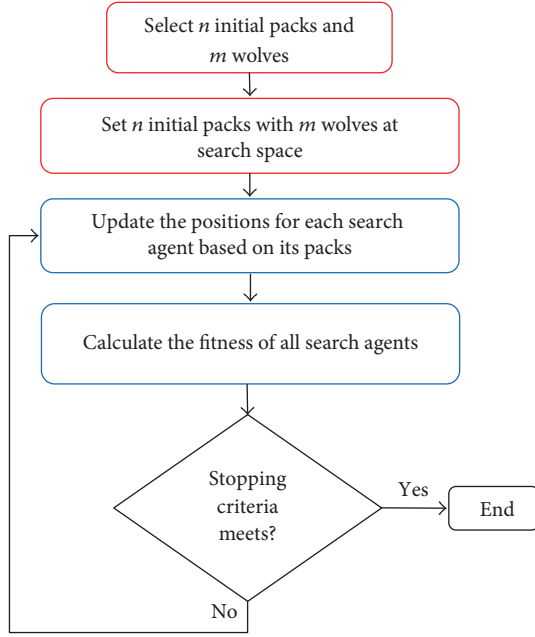 Select n initial packs and
m wolves
Set n initial packs with m wolves at
search space
Update the positions for each search
agent based on its packs
Calculate the fitness of all search agents
Stopping
criteria
meets?
Yes
End
No